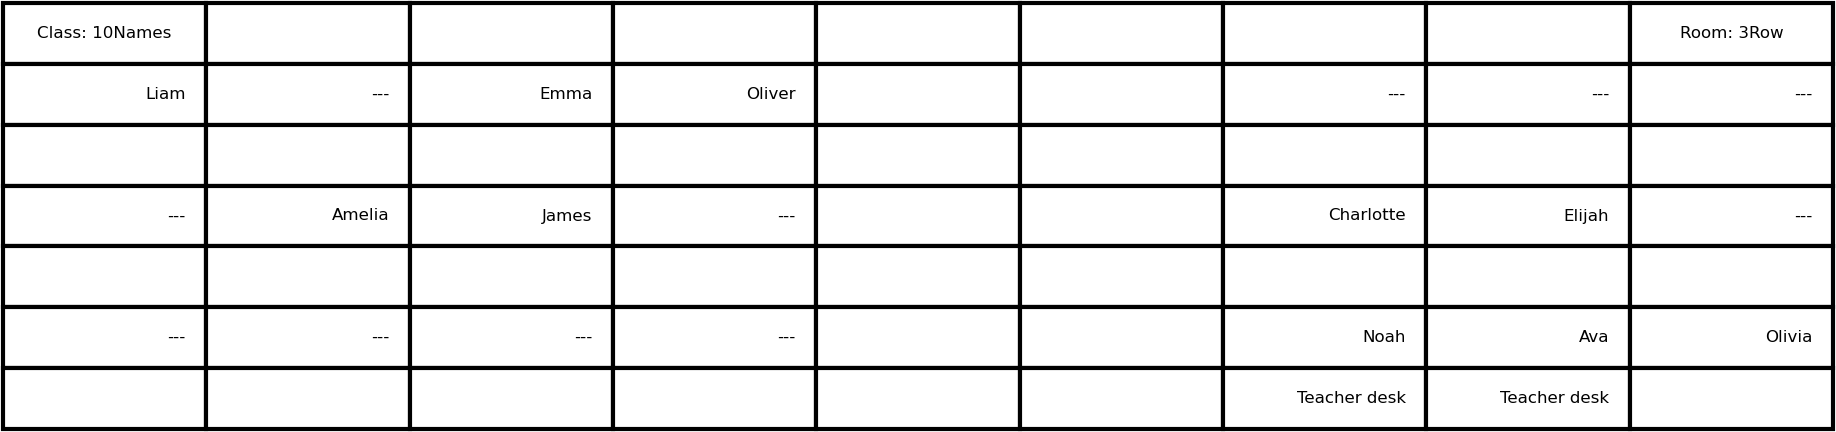 Class: 10Names Room: 3Row
Liam --- Emma Oliver --- --- ---
--- Amelia James --- Charlotte Elijah ---
--- --- --- --- Noah Ava Olivia
Teacher desk Teacher desk